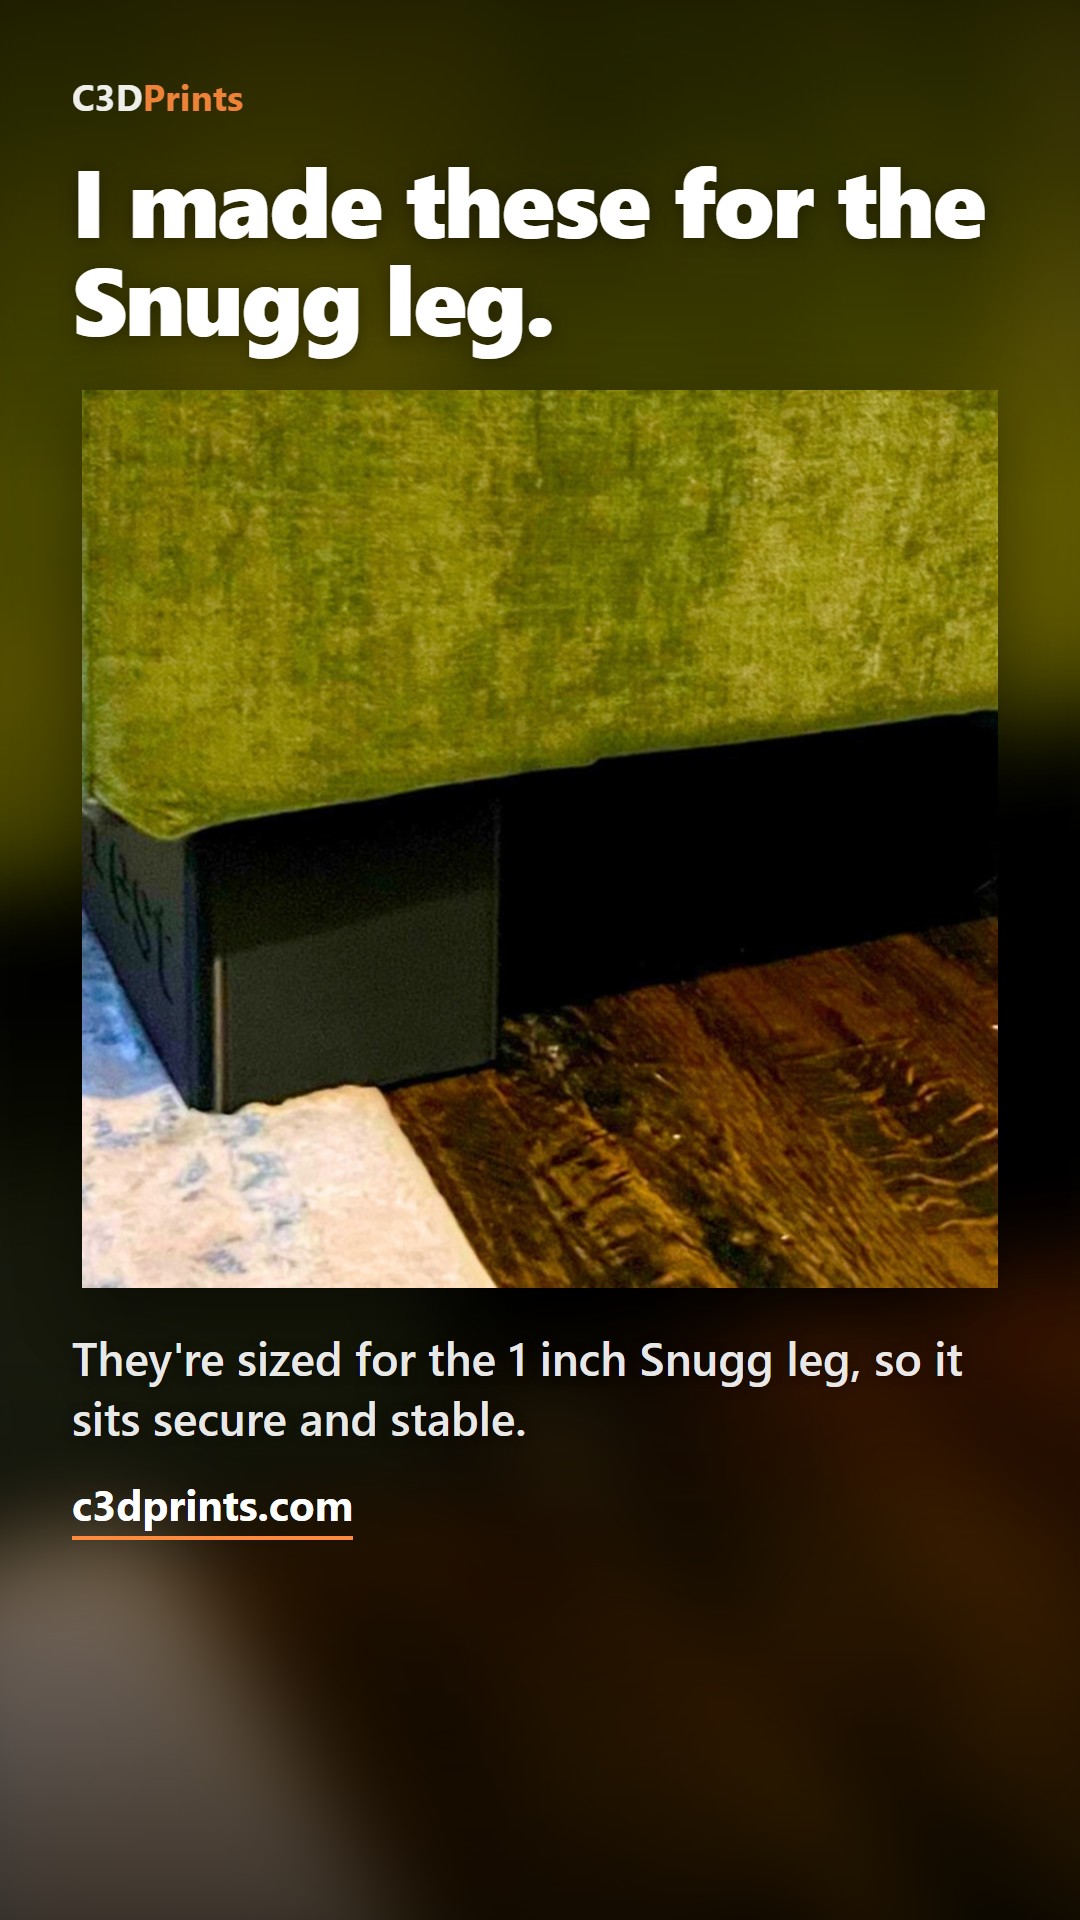 C3DPrints
I made these for the
Snugg leg.
They're sized for the 1 inch Snugg leg, so it
sits secure and stable.
c3dprints.com